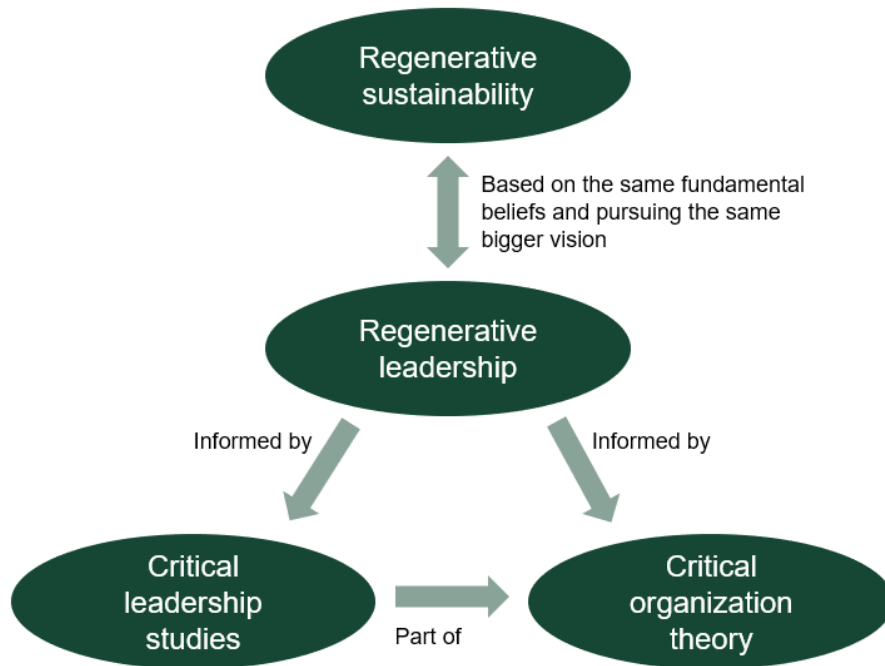 Regenerative
sustainability
Based on the same fundamental
beliefs and pursuing the same
bigger vision
Regenerative
leadership
Informed by
Informed by
Critical
leadership
studies
Part of
Critical
organization
theory